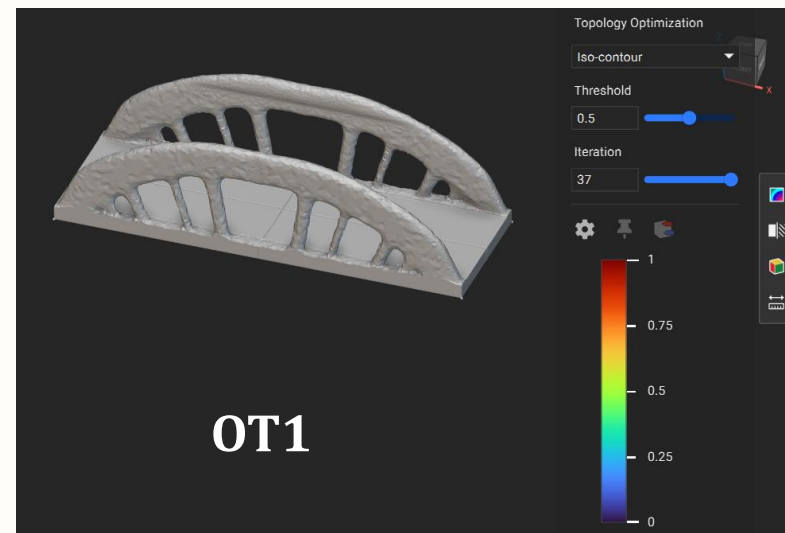 Topology Optimization
Iso-contour
Threshold
0.5
Iteration
37
1
0.75
0.5
0.25
0
X
OT1